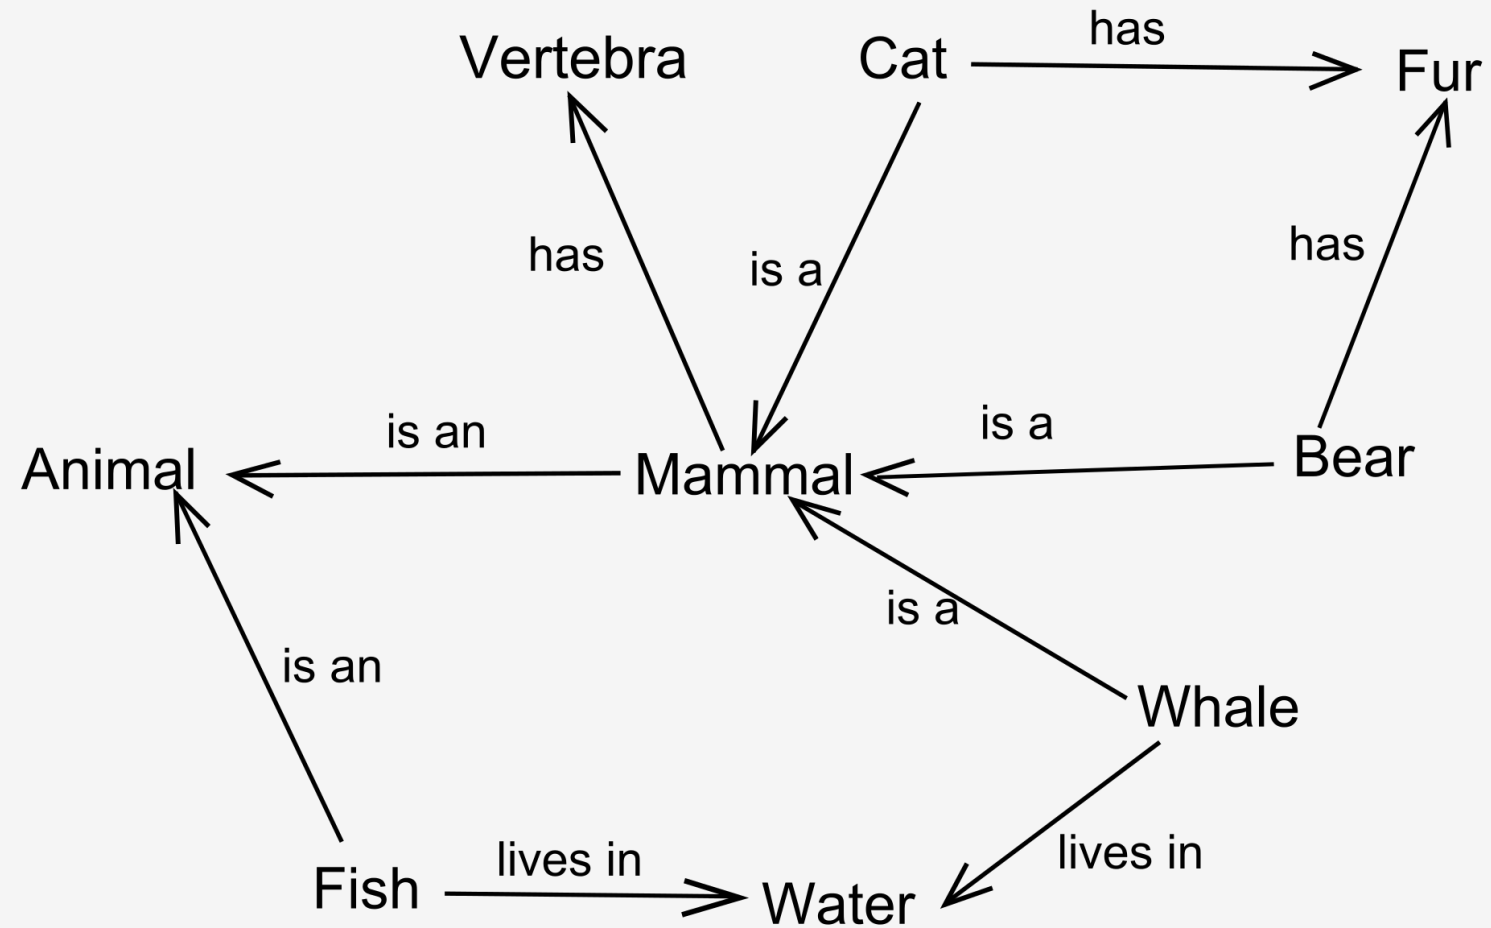 has
Vertebra
Cat
Fur
has
is a
has
is an
is a
Animal
Mammal
Bear
is a
is an
Whale
lives in
lives in
Fish
Water